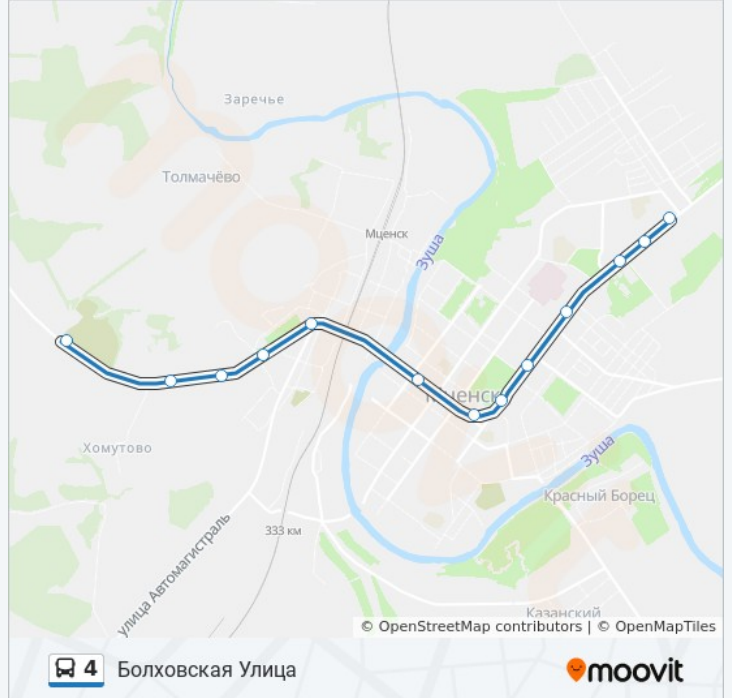 Заречье
Толмачёво
Мценск
Зуша
Мценск
Хомутово
Зуша
Красный Борец
333 км
улица Автомагистраль
Казанский
© OpenStreetMap contributors | © OpenMapTiles
4 Болховская Улица
moovit